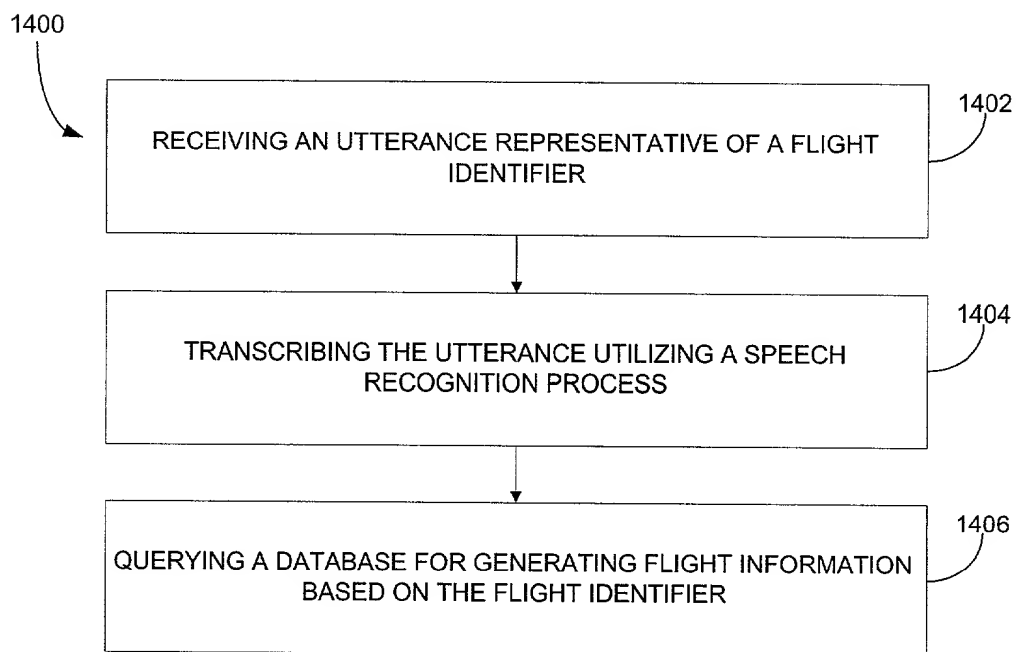 1400
1402
RECEIVING AN UTTERANCE REPRESENTATIVE OF A FLIGHT
IDENTIFIER
1404
TRANSCRIBING THE UTTERANCE UTILIZING A SPEECH
RECOGNITION PROCESS
1406
QUERYING A DATABASE FOR GENERATING FLIGHT INFORMATION
BASED ON THE FLIGHT IDENTIFIER